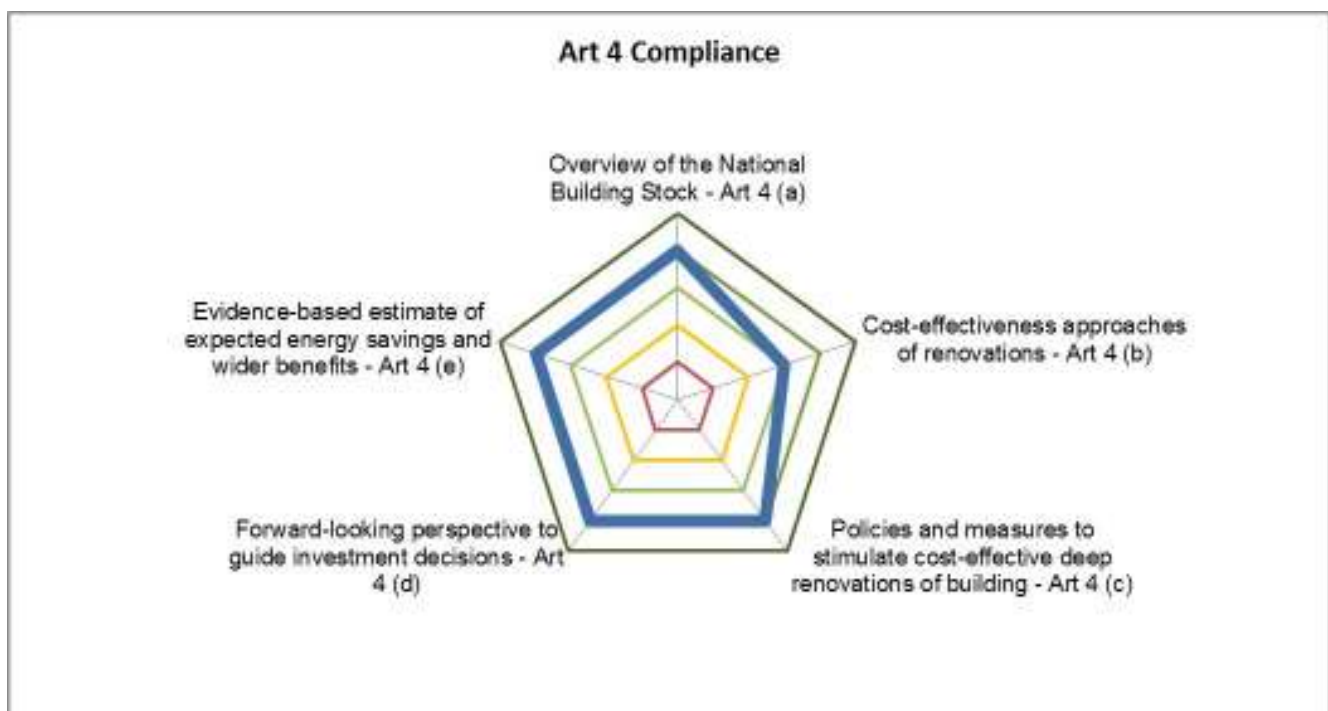 Art 4 Compliance
Overview of the National
Building Stock - Art 4 (a)
Evidence-based estimate of
expected energy savings and
wider benefits - Art 4 (e)
Cost-effectiveness approaches
of renovations - Art 4 (b)
Forward-looking perspective to
guide investment decisions - Art
4 (d)
Policies and measures to
stimulate cost-effective deep
renovations of building - Art 4 (c)